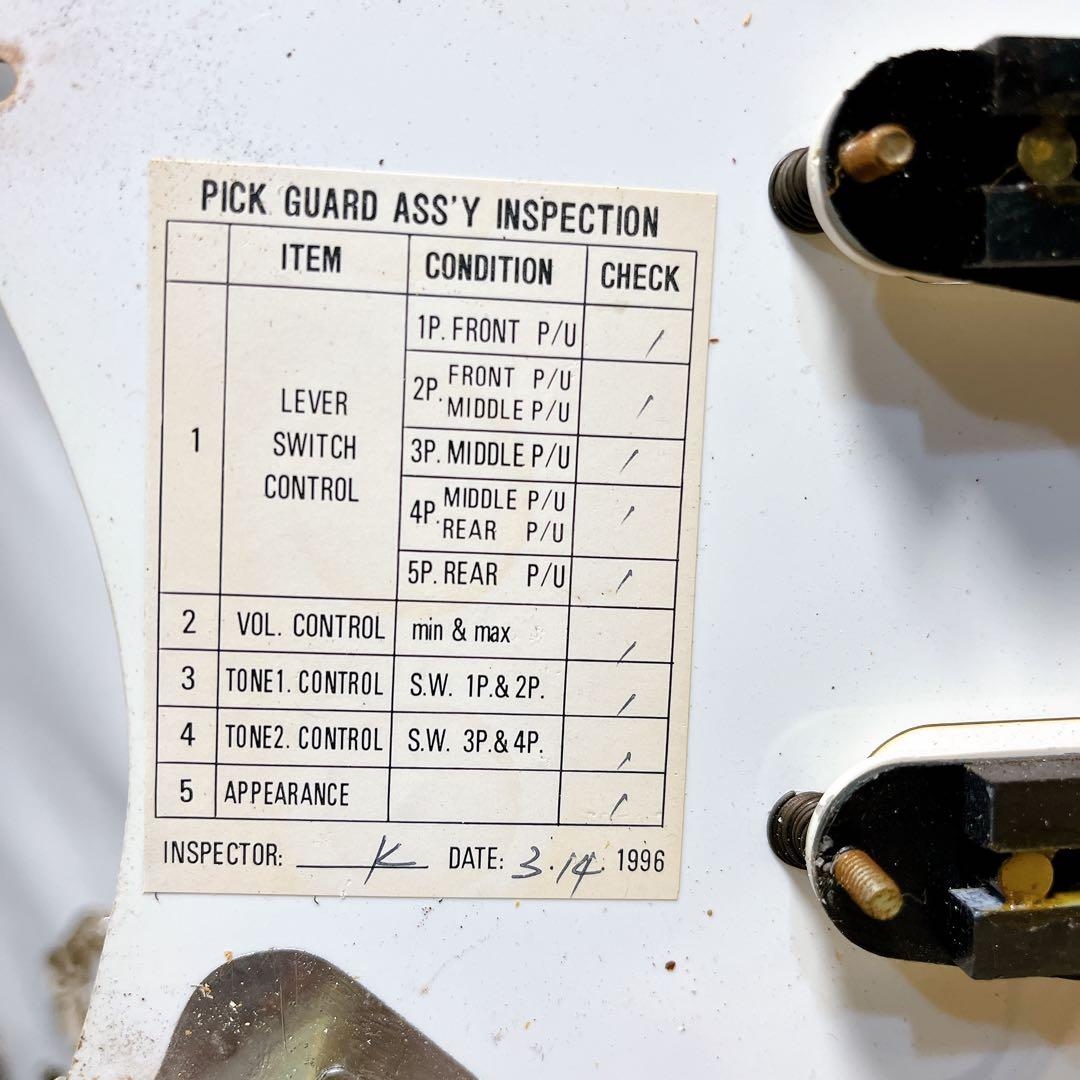 PICK GUARD ASS'Y INSPECTION
ITEM CONDITION CHECK
1 LEVER SWITCH CONTROL
1P. FRONT P/U /
2P. FRONT P/U
MIDDLE P/U /
3P. MIDDLE P/U /
4P. MIDDLE P/U
REAR P/U /
5P. REAR P/U /
2 VOL. CONTROL min & max /
3 TONE1. CONTROL S.W. 1P.& 2P. /
4 TONE2. CONTROL S.W. 3P.& 4P. /
5 APPEARANCE /
INSPECTOR: K DATE: 3.14. 1996